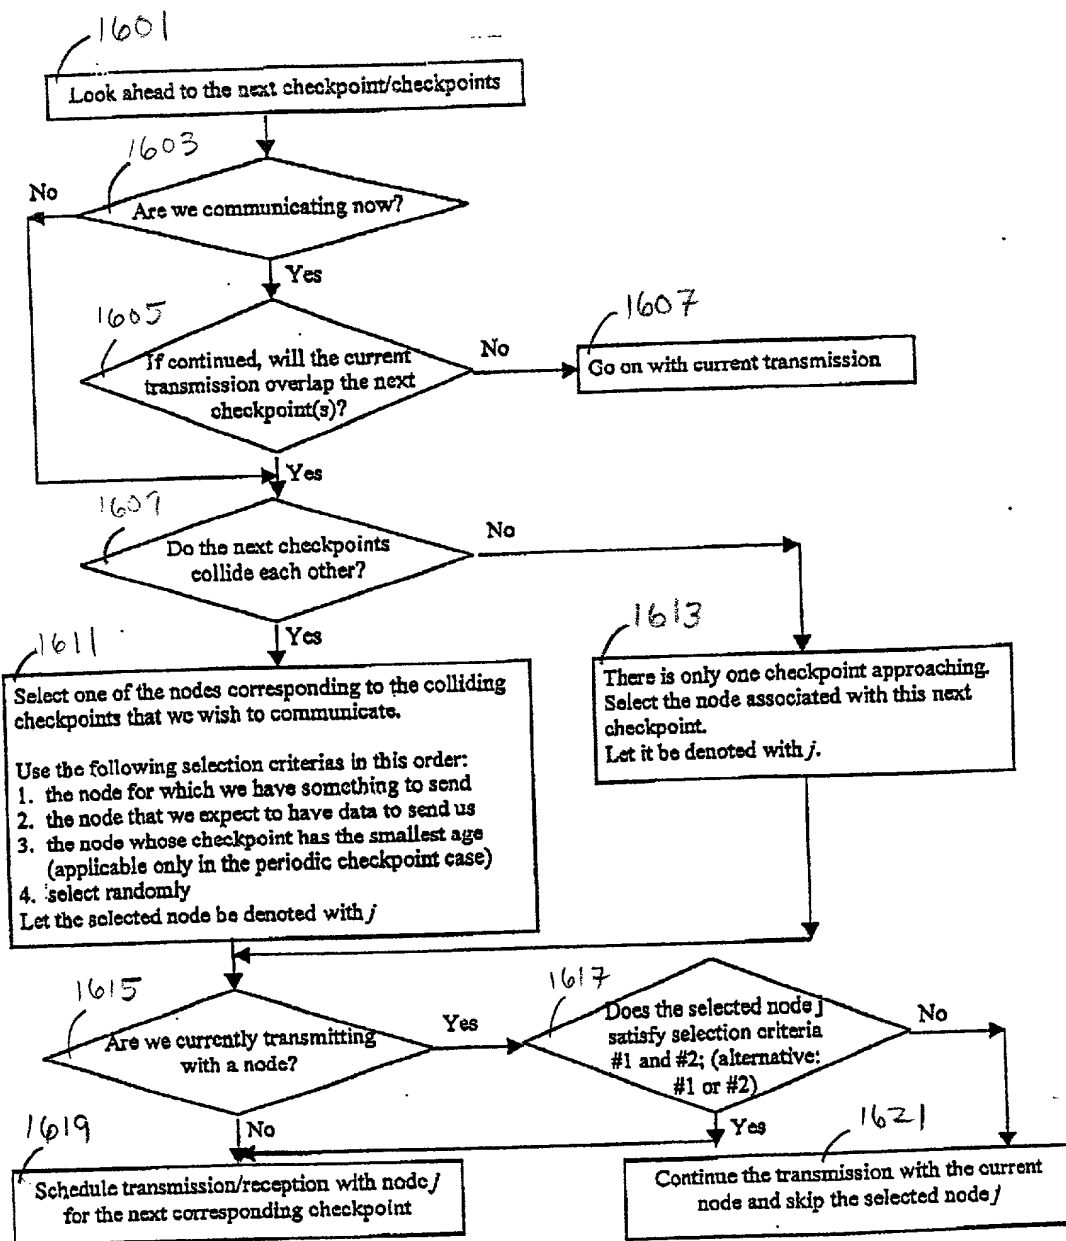 1601
Look ahead to the next checkpoint/checkpoints
1603
No
Are we communicating now?
Yes
1605
If continued, will the current
transmission overlap the next
checkpoint(s)?
No
1607
Go on with current transmission
Yes
1609
Do the next checkpoints
collide each other?
No
Yes
1611
Select one of the nodes corresponding to the colliding
checkpoints that we wish to communicate.
Use the following selection criterias in this order:
1. the node for which we have something to send
2. the node that we expect to have data to send us
3. the node whose checkpoint has the smallest age
(applicable only in the periodic checkpoint case)
4. select randomly
Let the selected node be denoted with j
1613
There is only one checkpoint approaching.
Select the node associated with this next
checkpoint.
Let it be denoted with j.
1615
Are we currently transmitting
with a node?
Yes
1617
Does the selected node j
satisfy selection criteria
#1 and #2; (alternative:
#1 or #2)
No
No
Yes
1619
Schedule transmission/reception with node j
for the next corresponding checkpoint
1621
Continue the transmission with the current
node and skip the selected node j